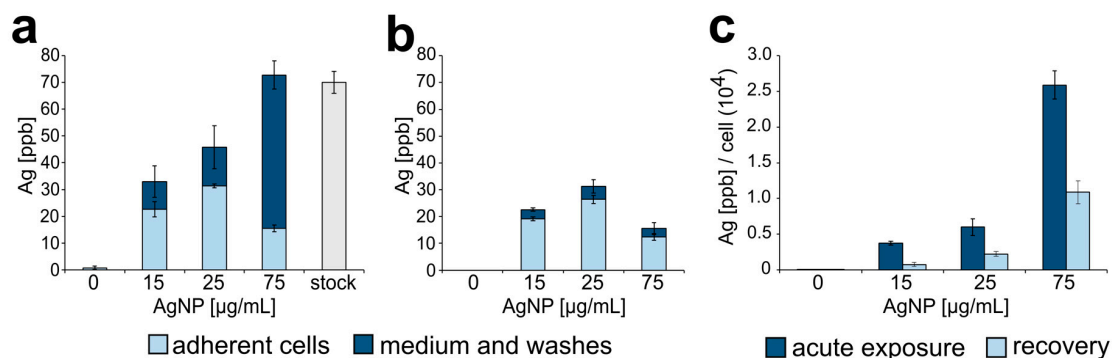 a
Ag [ppb]
80
70
60
50
40
30
20
10
0
0 15 25 75 stock
AgNP [µg/mL]
b
Ag [ppb]
80
70
60
50
40
30
20
10
0
0 15 25 75
AgNP [µg/mL]
adherent cells medium and washes
c
Ag [ppb] / cell (10⁴)
3.0
2.5
2.0
1.5
1.0
0.5
0
0 15 25 75
AgNP [µg/mL]
acute exposure recovery